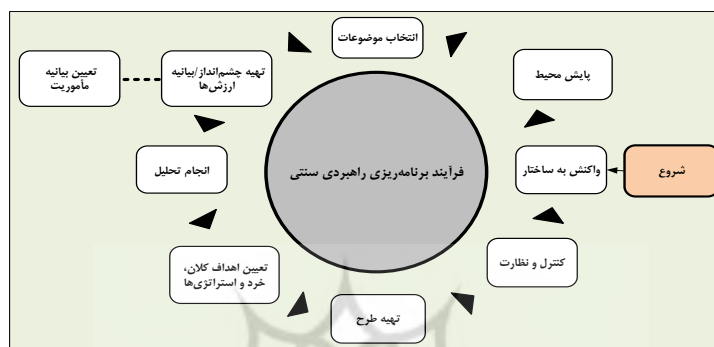 انتخاب موضوعات
پایش محیط
تهیه چشم‌انداز/بیانیه
ارزش‌ها
تعیین بیانیه
مأموریت
فرآیند برنامه‌ریزی راهبردی سنتی
واکنش به ساختار
شروع
انجام تحلیل
کنترل و نظارت
تعیین اهداف کلان،
خرد و استراتژی‌ها
تهیه طرح